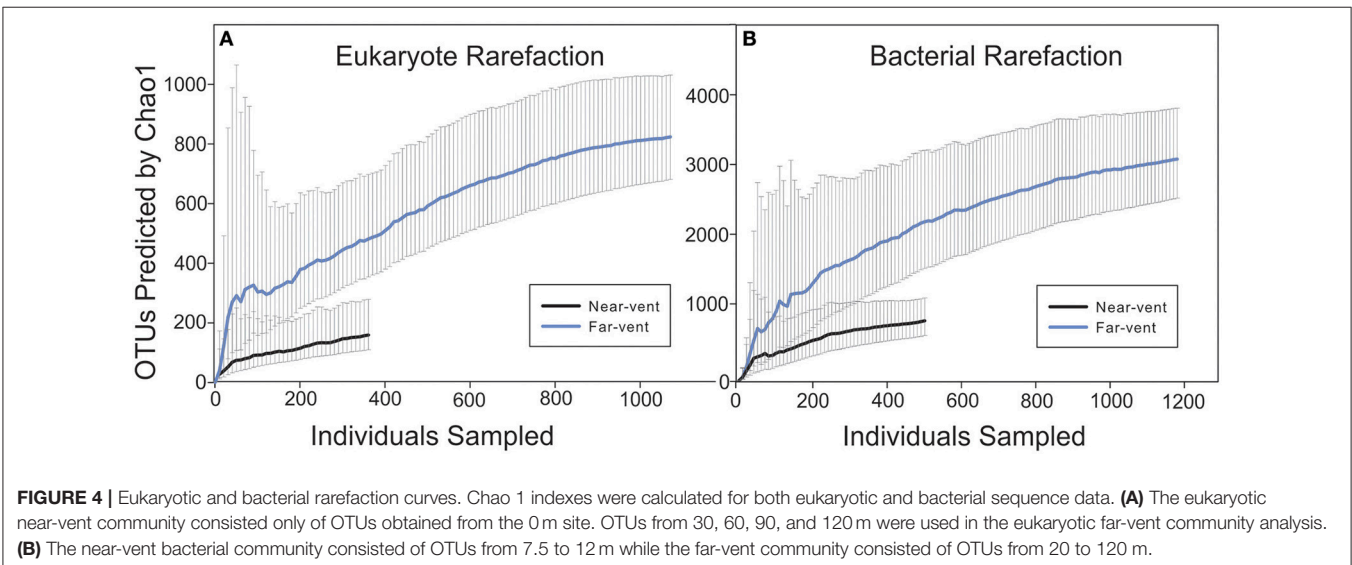 A
Eukaryote Rarefaction
OTUs Predicted by Chao1
1000
800
600
400
200
0
0
200
400
600
800
1000
Individuals Sampled
Near-vent
Far-vent
B
Bacterial Rarefaction
4000
3000
2000
1000
0
0
200
400
600
800
1000
1200
Individuals Sampled
Near-vent
Far-vent
FIGURE 4 | Eukaryotic and bacterial rarefaction curves. Chao 1 indexes were calculated for both eukaryotic and bacterial sequence data. (A) The eukaryotic
near-vent community consisted only of OTUs obtained from the 0 m site. OTUs from 30, 60, 90, and 120 m were used in the eukaryotic far-vent community analysis.
(B) The near-vent bacterial community consisted of OTUs from 7.5 to 12 m while the far-vent community consisted of OTUs from 20 to 120 m.